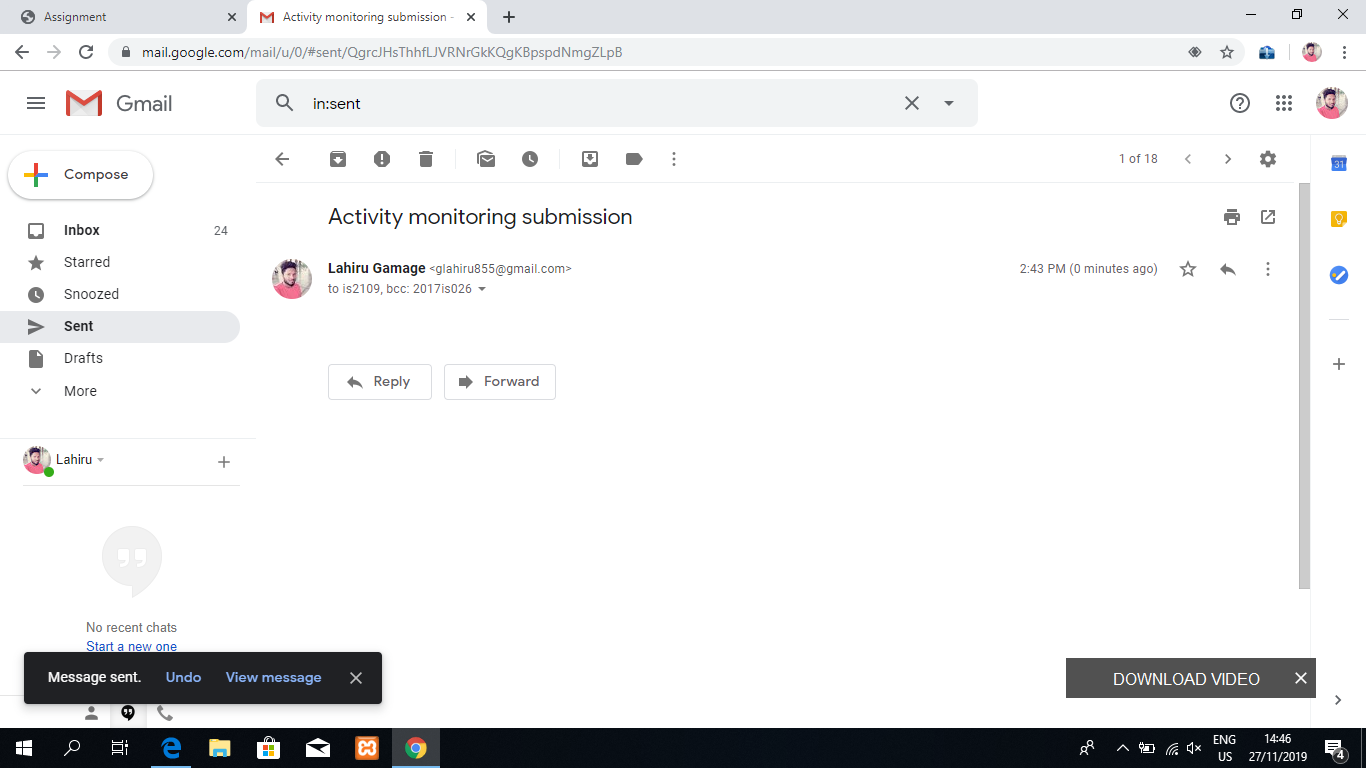 Assignment
Activity monitoring submission -
mail.google.com/mail/u/0/#sent/QgrcJHsThhfLJVRNrGkKQgKBpspdNmgZLpB
Gmail
in:sent
Compose
1 of 18
31
Inbox 24
Starred
Snoozed
Sent
Drafts
More
Activity monitoring submission
Lahiru Gamage <glahiru855@gmail.com>
2:43 PM (0 minutes ago)
to is2109, bcc: 2017is026
Reply
Forward
Lahiru
No recent chats
Start a new one
Message sent. Undo View message
DOWNLOAD VIDEO
ENG
US
14:46
27/11/2019
4